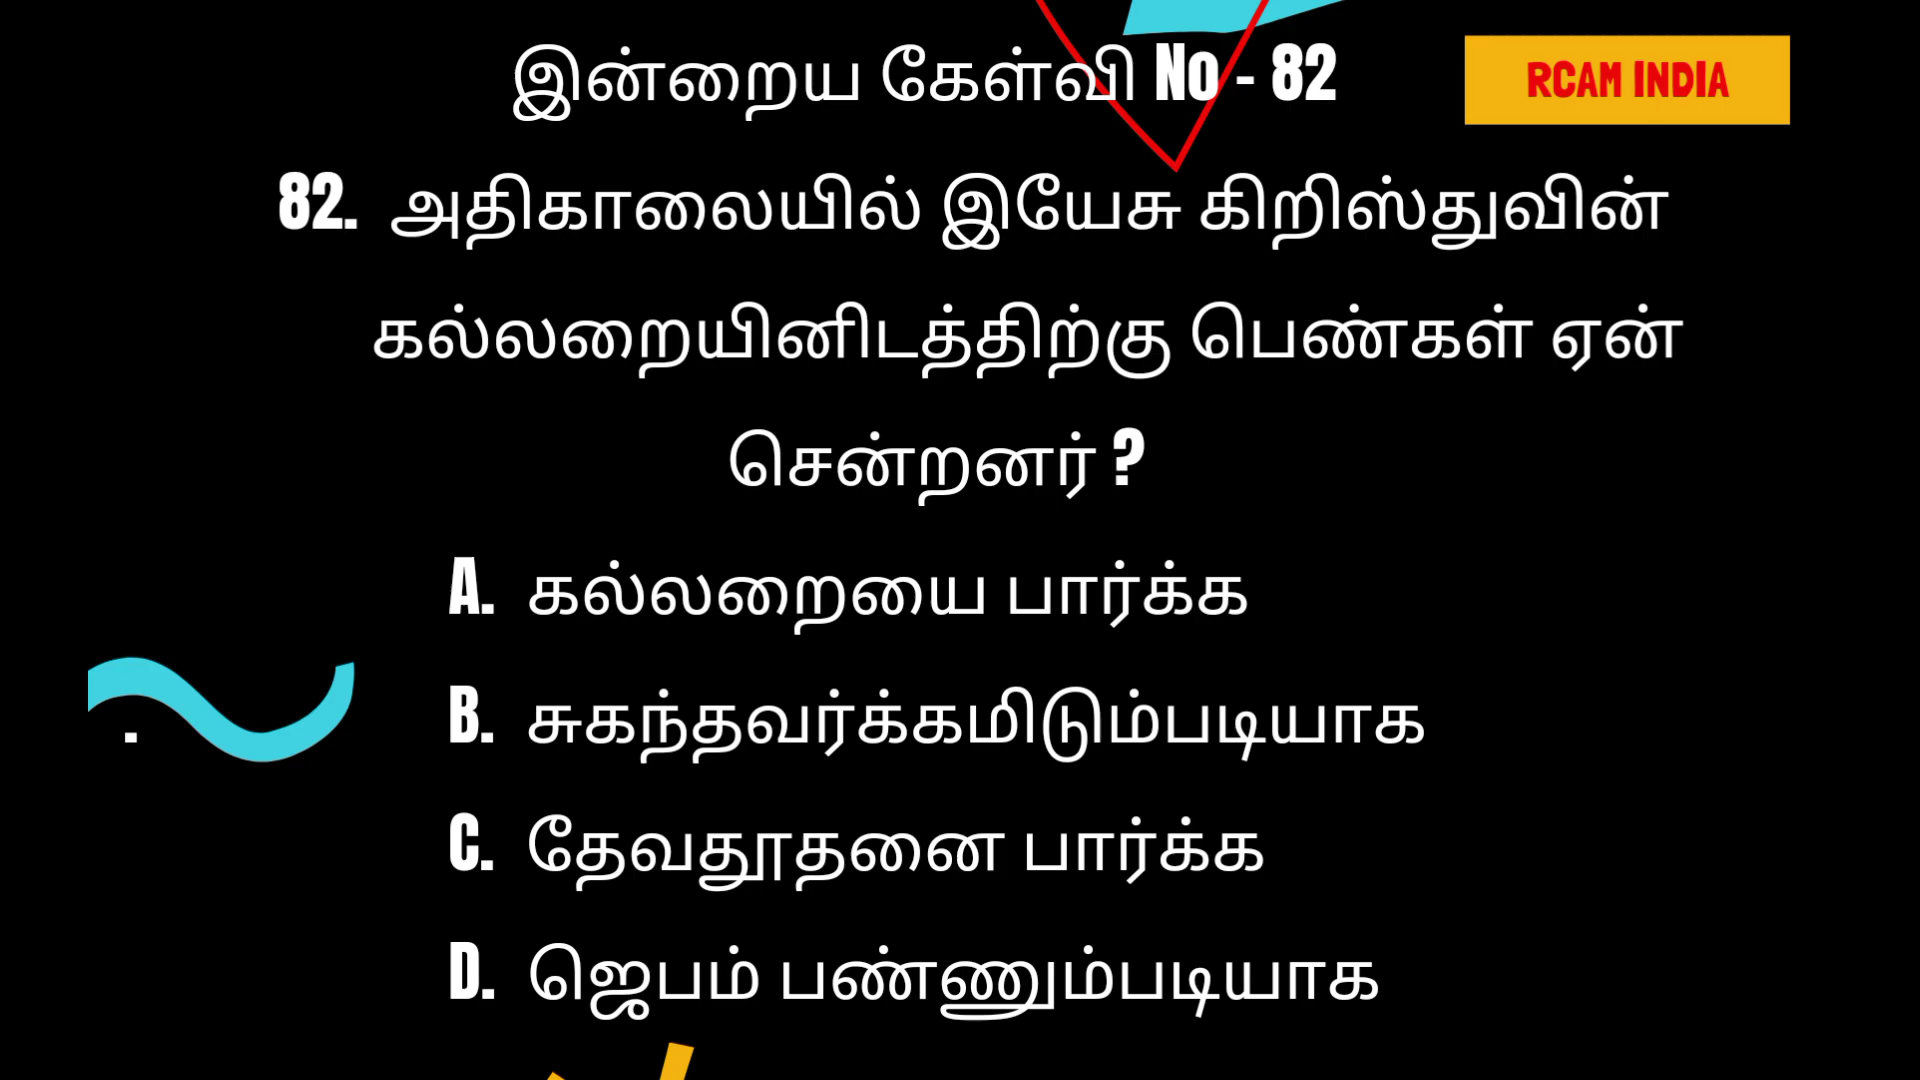 இன்றைய கேள்வி No - 82
RCAM INDIA
82. அதிகாலையில் இயேசு கிறிஸ்துவின்
கல்லறையினிடத்திற்கு பெண்கள் ஏன்
சென்றனர் ?
A. கல்லறையை பார்க்க
B. சுகந்தவர்க்கமிடும்படியாக
C. தேவதூதனை பார்க்க
D. ஜெபம் பண்ணும்படியாக
.